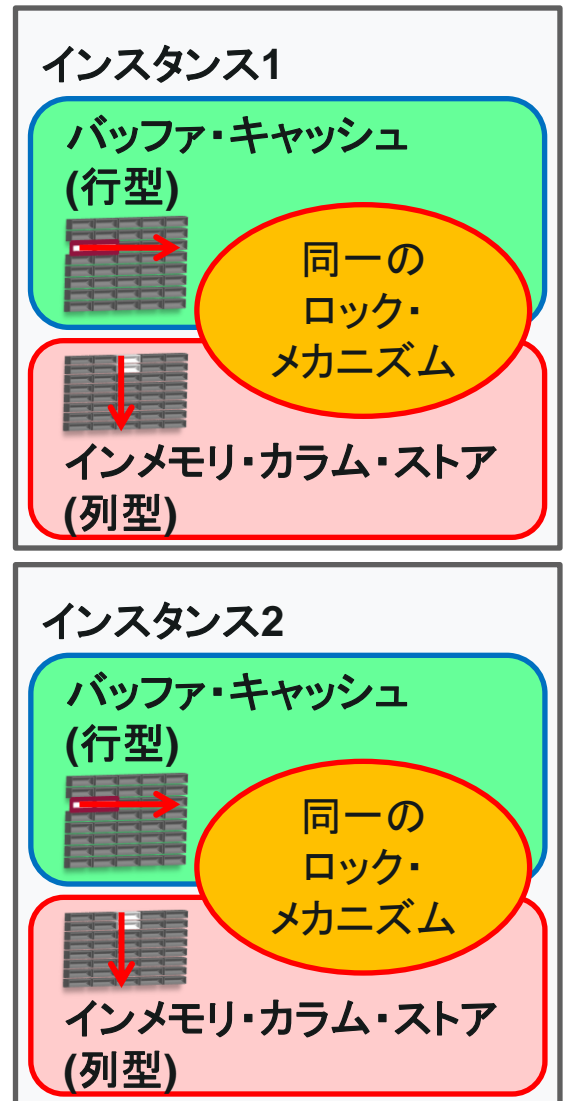 インスタンス1
バッファ・キャッシュ
(行型)
同一の
ロック・
メカニズム
インメモリ・カラム・ストア
(列型)
インスタンス2
バッファ・キャッシュ
(行型)
同一の
ロック・
メカニズム
インメモリ・カラム・ストア
(列型)